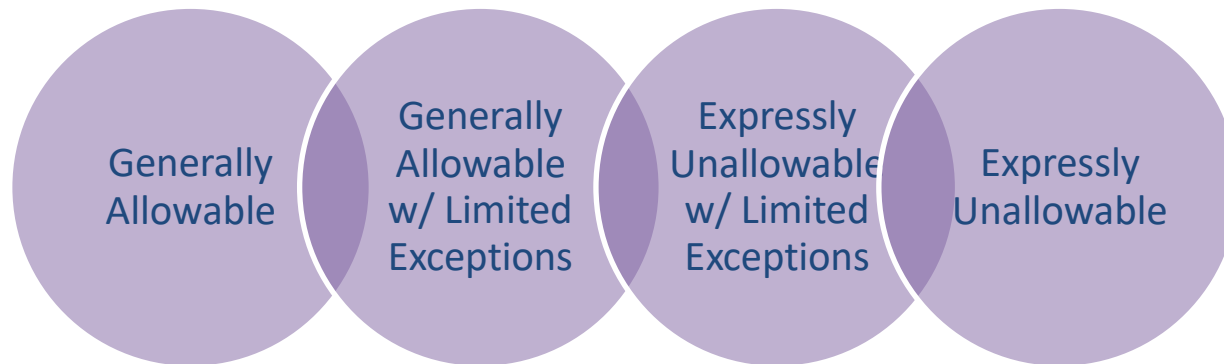 Generally
Allowable
Generally
Allowable
w/ Limited
Exceptions
Expressly
Unallowable
w/ Limited
Exceptions
Expressly
Unallowable